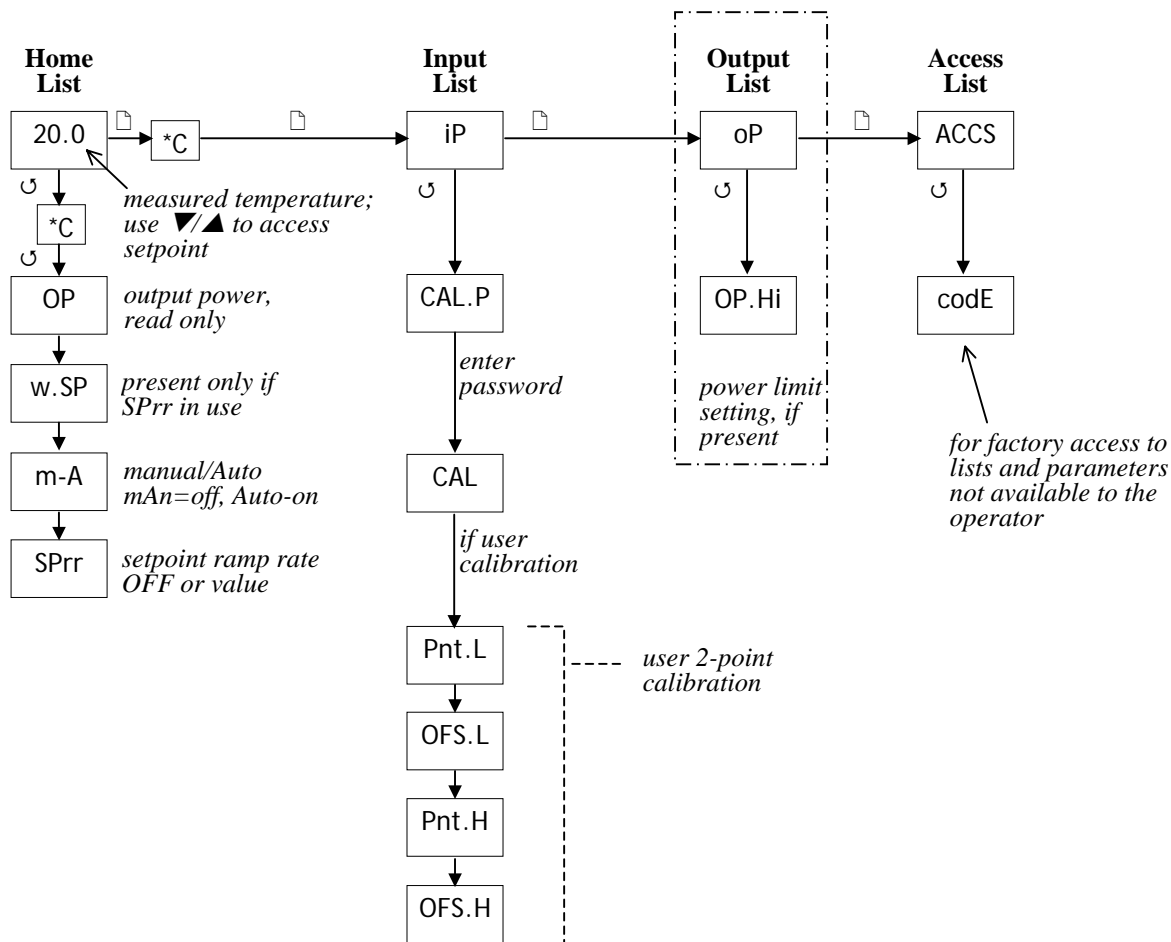 Home
List
Input
List
Output
List
Access
List
20.0
*C
iP
oP
ACCS
measured temperature;
use ▼/▲ to access
setpoint
*C
OP
output power,
read only
CAL.P
OP.Hi
codE
enter
password
w.SP
present only if
SPrr in use
power limit
setting, if
present
for factory access to
lists and parameters
not available to the
operator
m-A
manual/Auto
mAn=off, Auto-on
CAL
if user
calibration
SPrr
setpoint ramp rate
OFF or value
Pnt.L
user 2-point
calibration
OFS.L
Pnt.H
OFS.H